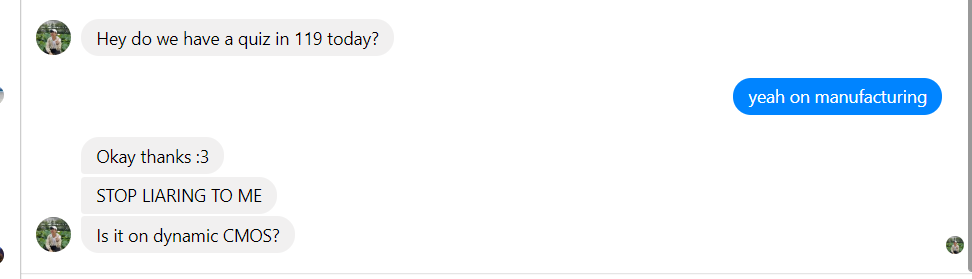 Hey do we have a quiz in 119 today?
yeah on manufacturing
Okay thanks :3
STOP LIARING TO ME
Is it on dynamic CMOS?